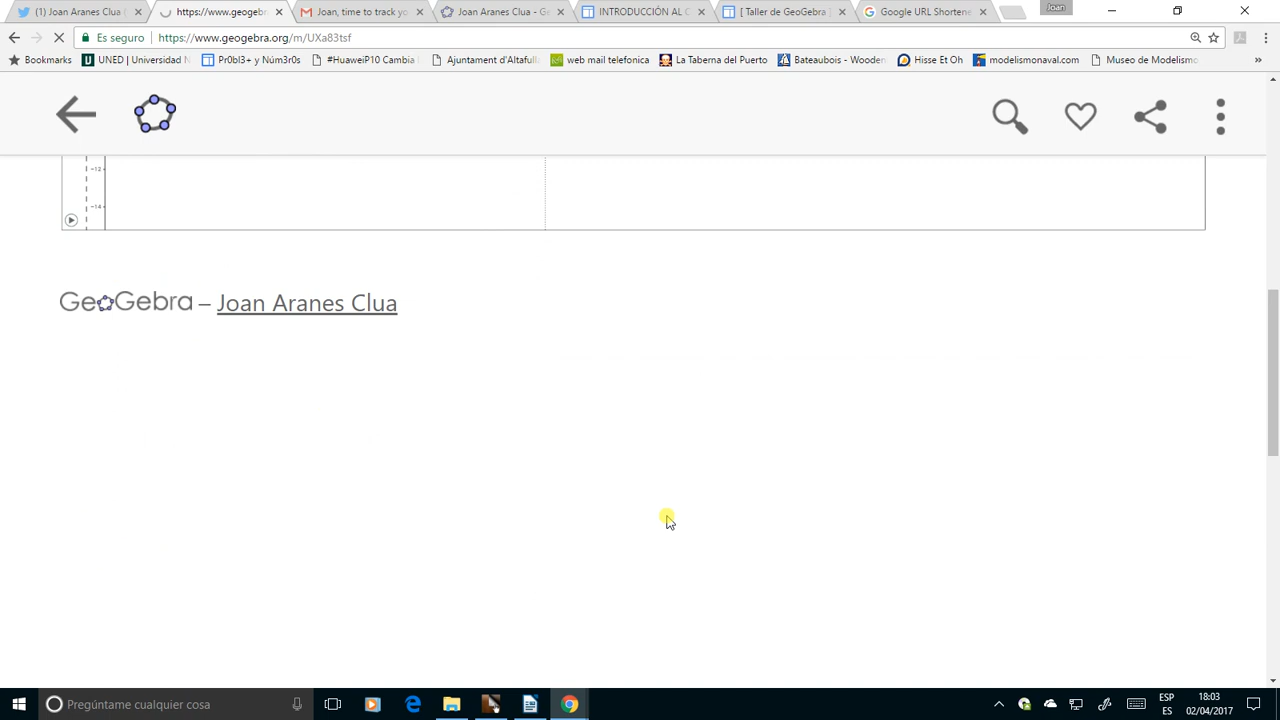 (1) Joan Aranes Clua
https://www.geogebr
Joan, time to track yo
Joan Aranes Clua - Ge
INTRODUCCIÓN AL C
[ Taller de GeoGebra ]
Google URL Shortene
Joan
Es seguro
https://www.geogebra.org/m/UXa83tsf
Bookmarks
UNED | Universidad N
Pr0bl3+ y Núm3r0s
#HuaweiP10 Cambia
Ajuntament d'Altafull
web mail telefonica
La Taberna del Puerto
Bateaubois - Wooden
Hisse Et Oh
modelismonaval.com
Museo de Modelismo
»
-12
-14
GeoGebra – Joan Aranes Clua
Pregúntame cualquier cosa
ESP
ES
18:03
02/04/2017